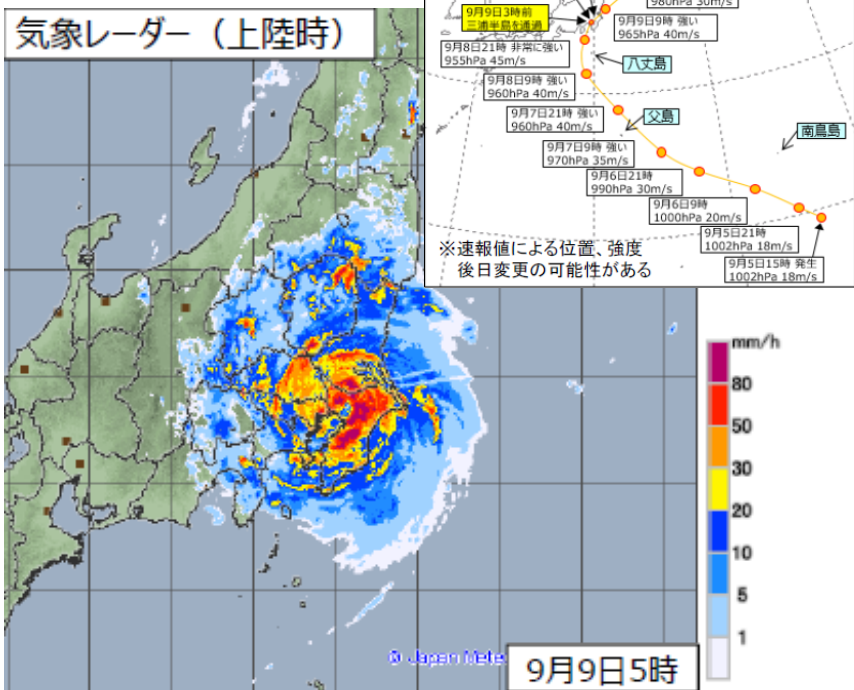 気象レーダー（上陸時）
980hPa 30m/s
9月9日3時前
三浦半島を通過
9月9日9時 強い
965hPa 40m/s
9月8日21時 非常に強い
955hPa 45m/s
八丈島
9月8日9時 強い
960hPa 40m/s
9月7日21時 強い
960hPa 40m/s
父島
南鳥島
9月7日9時 強い
970hPa 35m/s
9月6日21時
990hPa 30m/s
9月6日9時
1000hPa 20m/s
9月5日21時
1002hPa 18m/s
9月5日15時 発生
1002hPa 18m/s
※速報値による位置、強度
後日変更の可能性がある
mm/h
80
50
30
20
10
5
1
© Japan Mete
9月9日5時